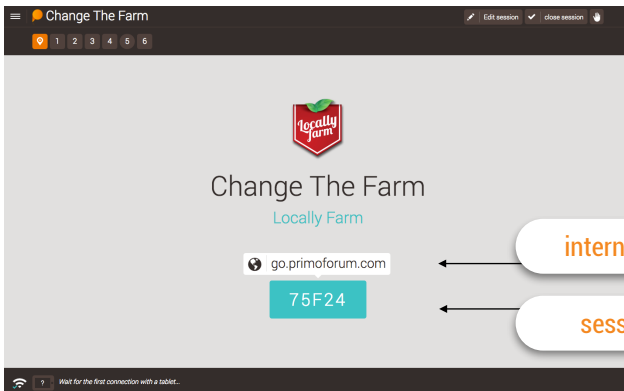 Change The Farm
Edit session
close session
1 2 3 4 5 6
Locally
farm
Change The Farm
Locally Farm
go.primoforum.com
intern
75F24
sess
? Wait for the first connection with a tablet...